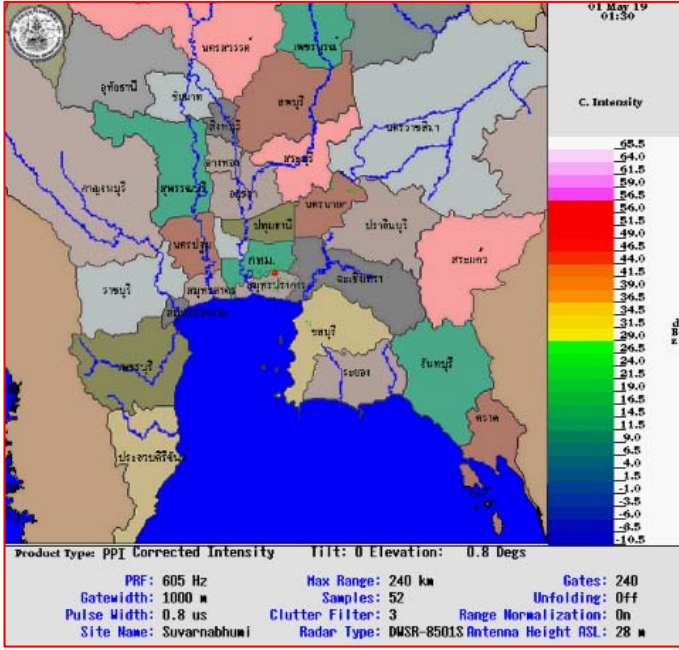 01 May 19
01:30
C. Intensity
นครสวรรค์
เพชรบูรณ์
อุทัยธานี
ชัยนาท
ลพบุรี
สิงห์บุรี
นครราชสีมา
อ่างทอง
สระบุรี
กาญจนบุรี
สุพรรณบุรี
อยุธยา
นครนายก
ปทุมธานี
ปราจีนบุรี
นครปฐม
กทม.
สระแก้ว
ฉะเชิงเทรา
ราชบุรี
สมุทรสาคร
สมุทรปราการ
ชลบุรี
เพชรบุรี
ระยอง
จันทบุรี
ตราด
ประจวบคีรีขันธ์
65.5
64.0
61.5
59.0
56.5
56.0
51.5
49.0
46.5
44.0
41.5
39.0
36.5
34.5
31.5
29.0
26.5
24.0
21.5
19.0
16.5
14.0
11.5
9.0
6.5
4.0
1.5
-1.0
-3.5
-6.0
-8.5
-10.5
Product Type: PPI Corrected Intensity Tilt: 0 Elevation: 0.8 Degs
PRF: 605 Hz Max Range: 240 km Gates: 240
Gatewidth: 1000 m Samples: 52 Unfolding: Off
Pulse Width: 0.8 us Clutter Filter: 3 Range Normalization: On
Site Name: Suvarnabhumi Radar Type: DWSR-8501S Antenna Height ASL: 28 m